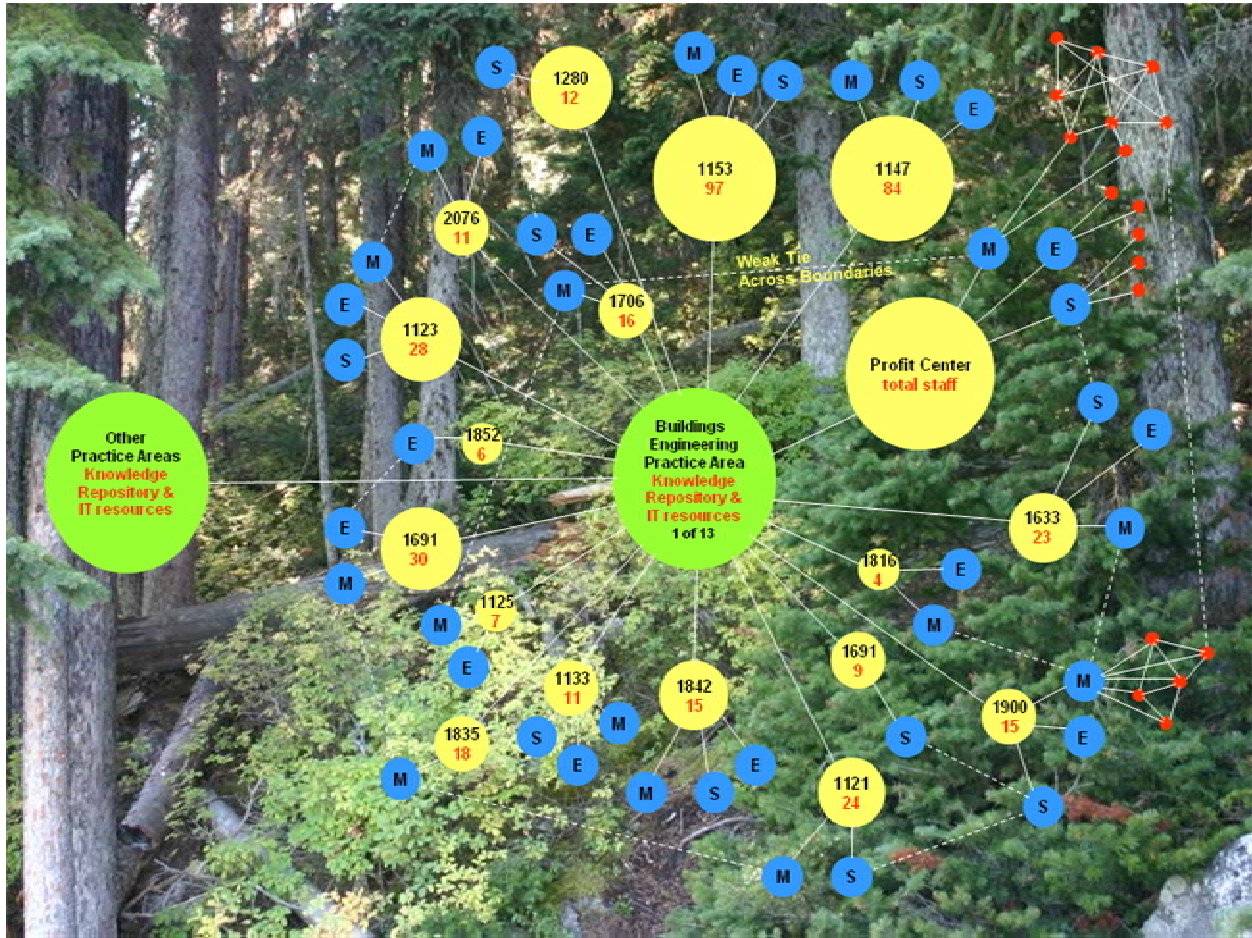 M
S
E
S
M
S
E
1280
12
E
M
1153
97
1147
84
2076
11
S
E
M
E
M
Weak Tie
Across Boundaries
E
M
S
1706
16
1123
28
S
Profit Center
total staff
S
E
E
1852
6
Other
Practice Areas
Knowledge
Repository &
IT resources
Buildings
Engineering
Practice Area
Knowledge
Repository &
IT resources
1 of 13
E
1691
30
1633
23
M
M
1816
4
E
1125
7
M
M
E
1691
9
1133
11
1842
15
M
1900
15
M
S
E
S
E
1835
18
E
M
M
S
1121
24
S
M
S